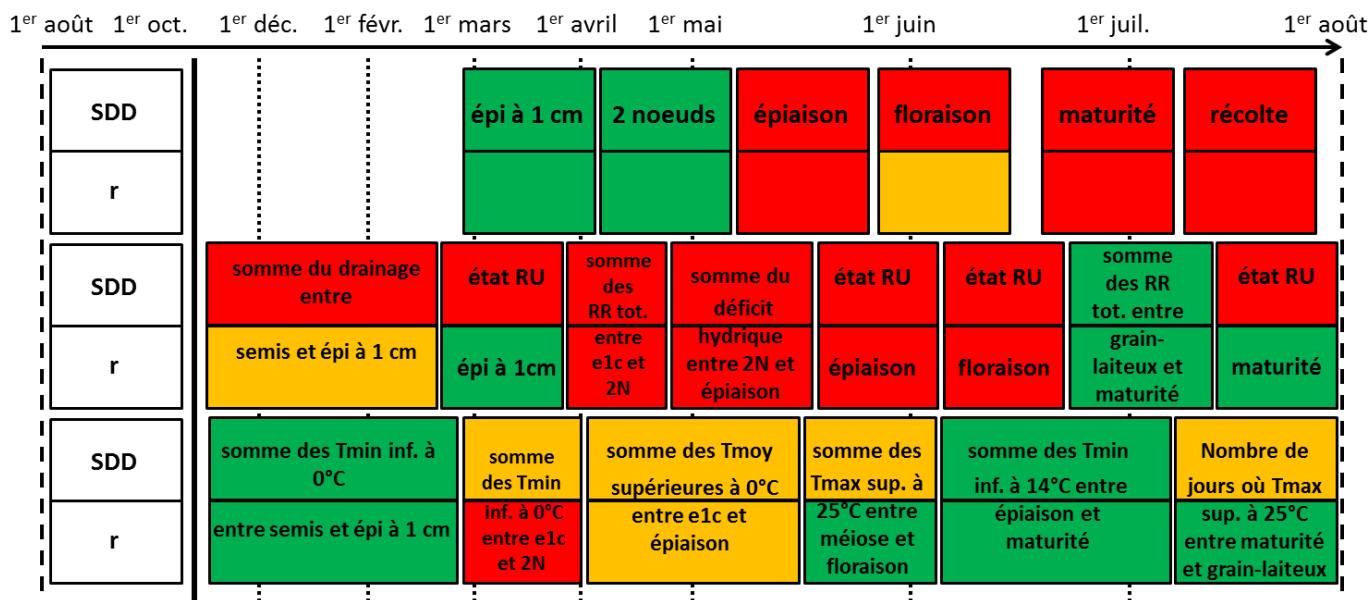 1er août 1er oct. 1er déc. 1er févr. 1er mars 1er avril 1er mai 1er juin 1er juil. 1er août
SDD
épi à 1 cm
2 noeuds
épiaison
floraison
maturité
récolte
r
SDD
r
somme du drainage
entre
semis et épi à 1 cm
état RU
épi à 1cm
somme
des
RR tot.
entre
e1c et
2N
somme du
déficit
hydrique
entre 2N et
épiaison
état RU
épiaison
état RU
floraison
somme
des RR
tot. entre
grain-
laiteux et
maturité
état RU
maturité
SDD
r
somme des Tmin inf. à
0°C
entre semis et épi à 1 cm
somme
des Tmin
inf. à 0°C
entre e1c
et 2N
somme des Tmoy
supérieures à 0°C
entre e1c et
épiaison
somme des
Tmax sup. à
25°C entre
méiose et
floraison
somme des Tmin
inf. à 14°C entre
épiaison et
maturité
Nombre de
jours où Tmax
sup. à 25°C
entre maturité
et grain-laiteux